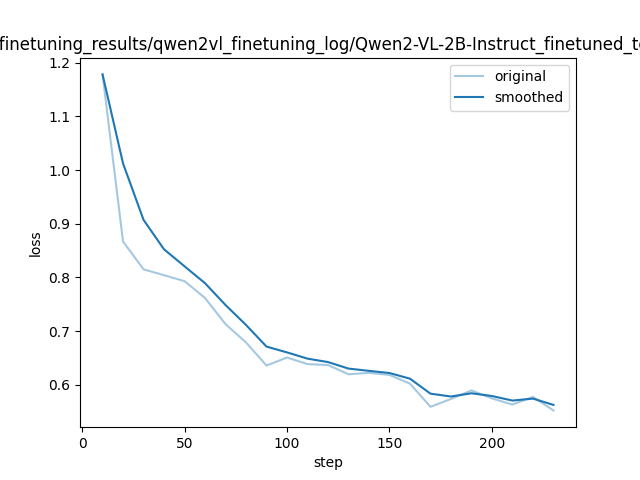 finetuning_results/qwen2vl_finetuning_log/Qwen2-VL-2B-Instruct_finetuned_t
original
smoothed
1.2
1.1
1.0
0.9
0.8
0.7
0.6
loss
0 50 100 150 200
step